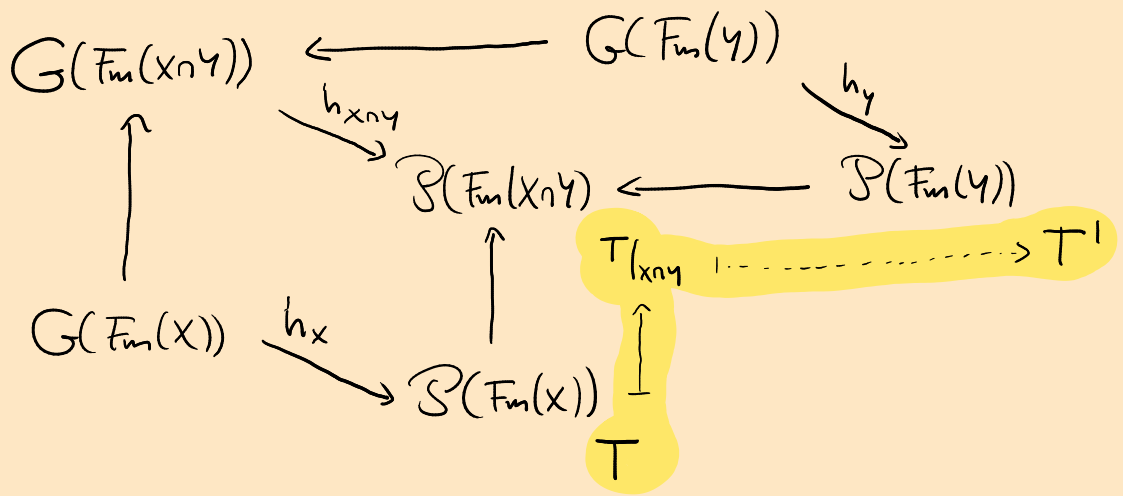 G(Fm(X∩Y)) ← G(Fm(Y))
h_{X∩Y} h_Y
𝒫(Fm(X∩Y) ← 𝒫(Fm(Y))
T|_{X∩Y} ⇢ T'
G(Fm(X)) h_X
𝒫(Fm(X))
T